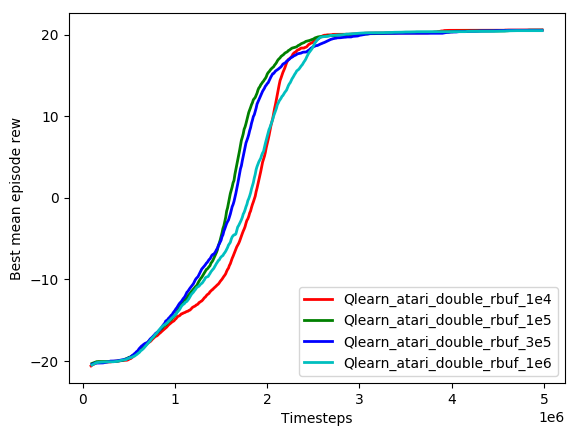 20
10
0
−10
−20
Best mean episode rew
0
1
2
3
4
5
1e6
Timesteps
Qlearn_atari_double_rbuf_1e4
Qlearn_atari_double_rbuf_1e5
Qlearn_atari_double_rbuf_3e5
Qlearn_atari_double_rbuf_1e6